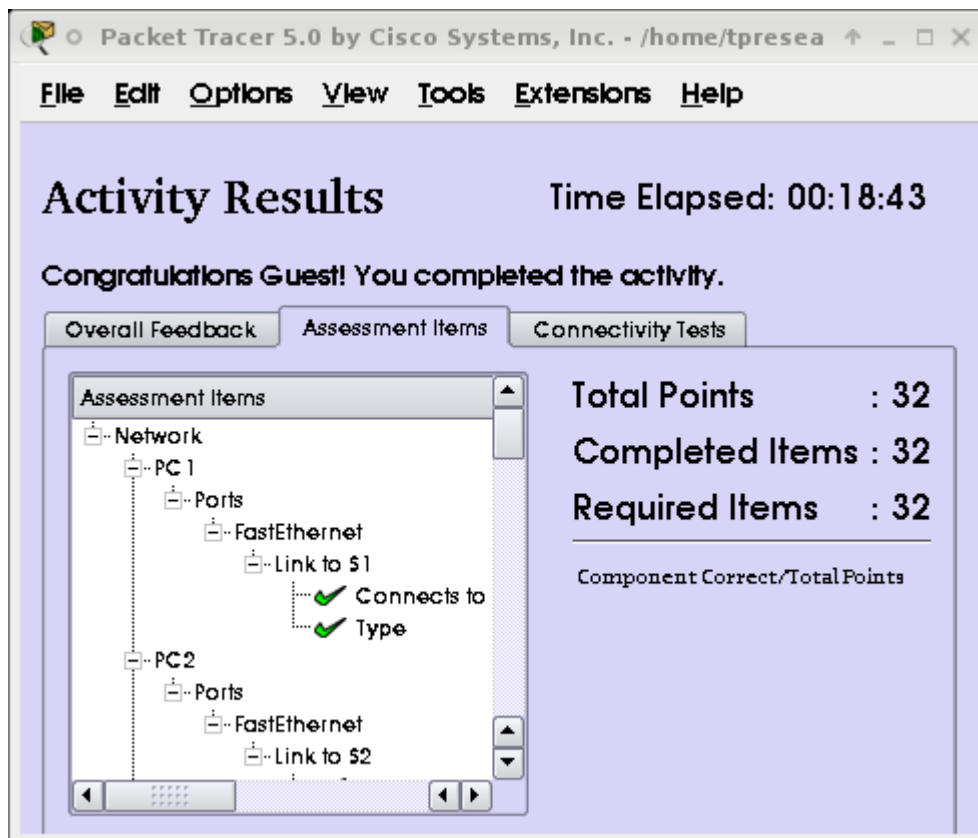 Packet Tracer 5.0 by Cisco Systems, Inc. - /home/tpresea
File Edit Options View Tools Extensions Help
Activity Results
Time Elapsed: 00:18:43
Congratulations Guest! You completed the activity.
Overall Feedback
Assessment Items
Connectivity Tests
Assessment Items
Network
PC1
Ports
FastEthernet
Link to S1
Connects to
Type
PC2
Ports
FastEthernet
Link to S2
Total Points : 32
Completed Items : 32
Required Items : 32
Component Correct/Total Points